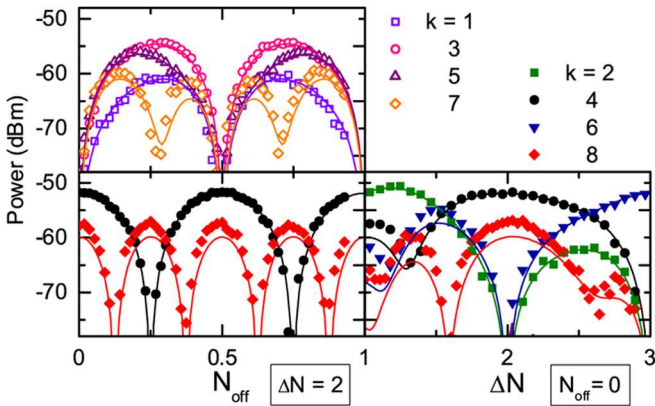 Power (dBm)
-50
-60
-70
k = 1
3
5
7
k = 2
4
6
8
-50
-60
-70
0
0.5
1
2
3
N_off
ΔN = 2
ΔN
N_off=0